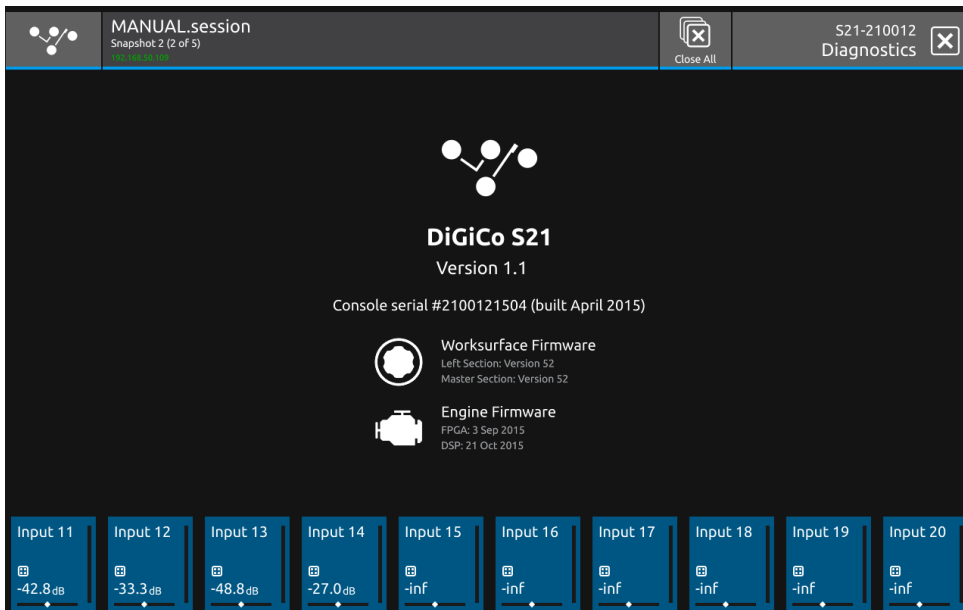 MANUAL.session
Snapshot 2 (2 of 5)
192.168.50.109
Close All
S21-210012
Diagnostics
DiGiCo S21
Version 1.1
Console serial #2100121504 (built April 2015)
Worksurface Firmware
Left Section: Version 52
Master Section: Version 52
Engine Firmware
FPGA: 3 Sep 2015
DSP: 21 Oct 2015
Input 11 Input 12 Input 13 Input 14 Input 15 Input 16 Input 17 Input 18 Input 19 Input 20
-42.8dB -33.3dB -48.8dB -27.0dB -inf -inf -inf -inf -inf -inf